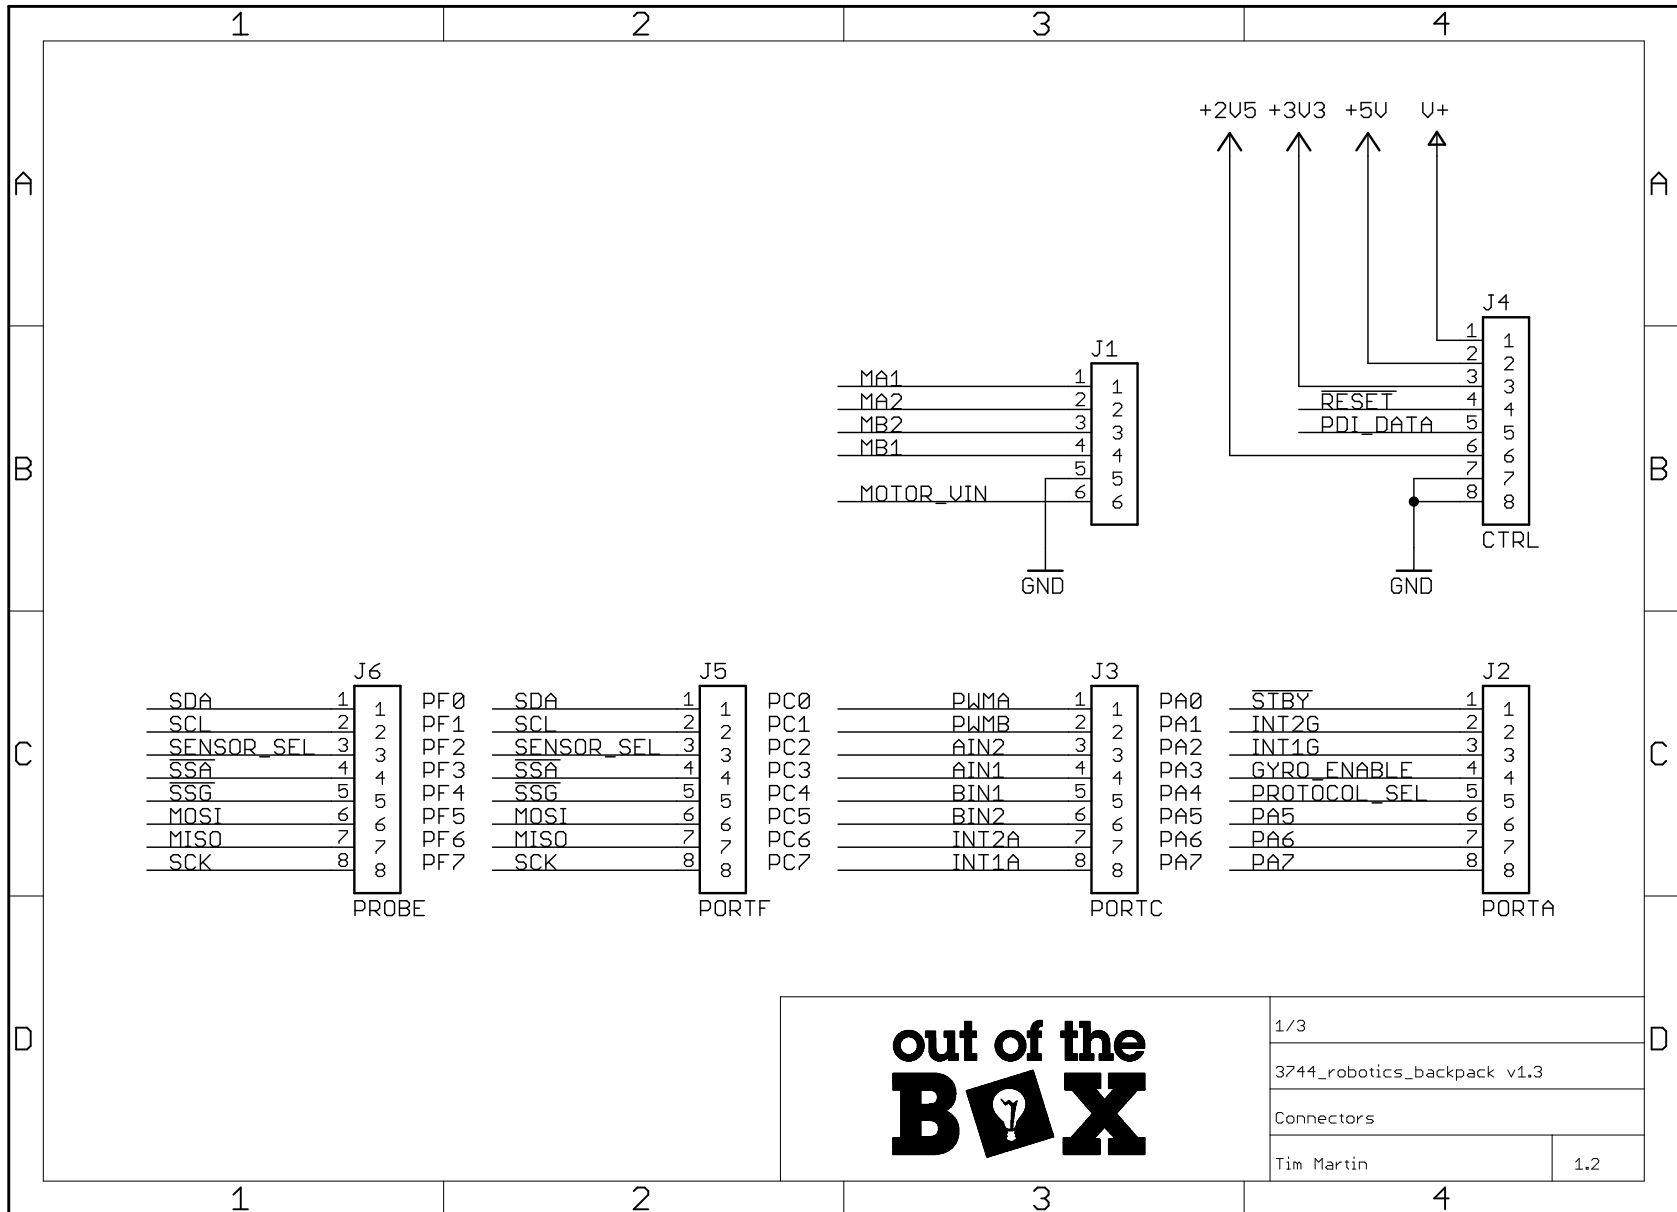 1 2 3 4
+2V5 +3V3 +5V V+
A A
J4
1 1
2 2
3 3
RESET 4 4
PDI_DATA 5 5
6 6
7 7
8 8
CTRL
GND
J1
MA1 1 1
MA2 2 2
MB2 3 3
MB1 4 4
5 5
MOTOR_VIN 6 6
GND
B B
J6
SDA 1 1
SCL 2 2
SENSOR_SEL 3 3
SSA 4 4
SSG 5 5
MOSI 6 6
MISO 7 7
SCK 8 8
PROBE
J5
PF0 SDA 1 1
PF1 SCL 2 2
PF2 SENSOR_SEL 3 3
PF3 SSA 4 4
PF4 SSG 5 5
PF5 MOSI 6 6
PF6 MISO 7 7
PF7 SCK 8 8
PORTF
J3
PC0 PWMA 1 1
PC1 PWMB 2 2
PC2 AIN2 3 3
PC3 AIN1 4 4
PC4 BIN1 5 5
PC5 BIN2 6 6
PC6 INT2A 7 7
PC7 INT1A 8 8
PORTC
J2
PA0 STBY 1 1
PA1 INT2G 2 2
PA2 INT1G 3 3
PA3 GYRO_ENABLE 4 4
PA4 PROTOCOL_SEL 5 5
PA5 PA5 6 6
PA6 PA6 7 7
PA7 PA7 8 8
PORTA
C C
out of the
BOX
1/3
3744_robotics_backpack v1.3
Connectors
Tim Martin 1.2
D D
1 2 3 4